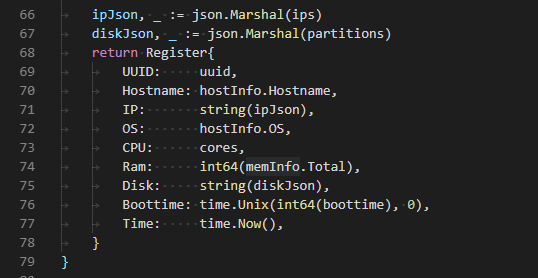 66 ipJson, _ := json.Marshal(ips)
67 diskJson, _ := json.Marshal(partitions)
68 return Register{
69 UUID: uuid,
70 Hostname: hostInfo.Hostname,
71 IP: string(ipJson),
72 OS: hostInfo.OS,
73 CPU: cores,
74 Ram: int64(memInfo.Total),
75 Disk: string(diskJson),
76 Boottime: time.Unix(int64(boottime), 0),
77 Time: time.Now(),
78 }
79 }